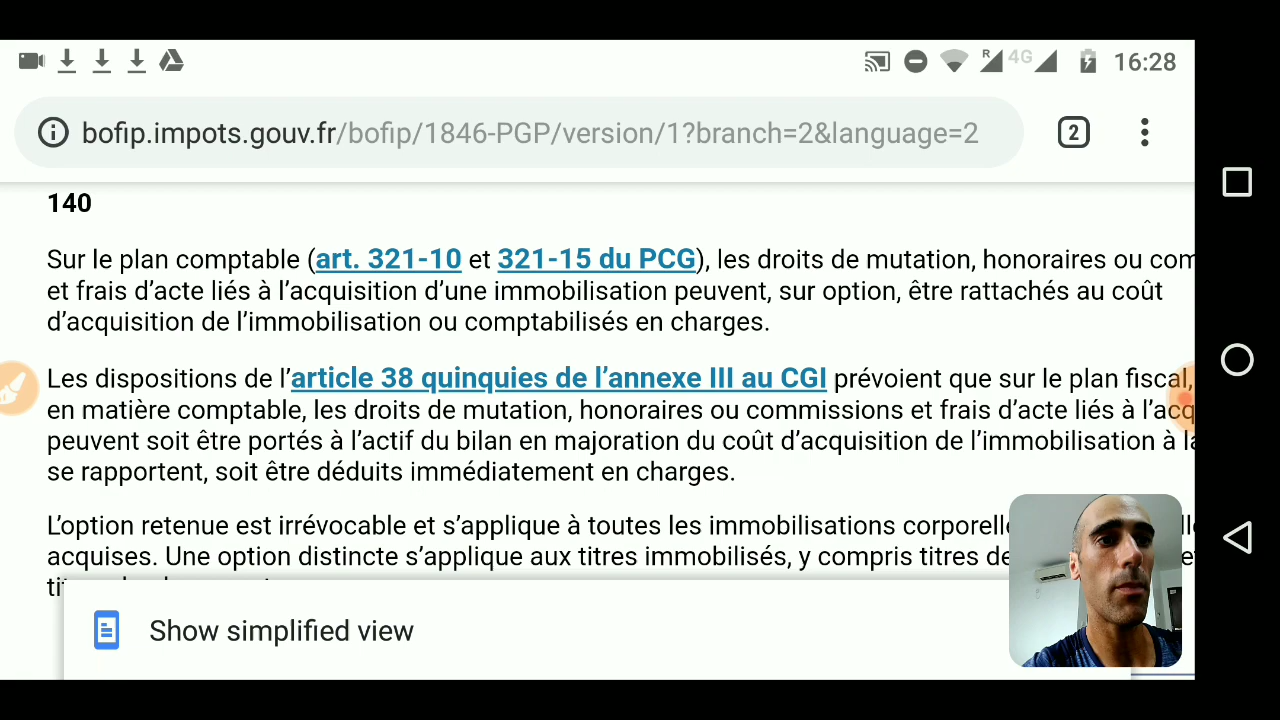 R 4G 16:28
bofip.impots.gouv.fr/bofip/1846-PGP/version/1?branch=2&language=2 2
140
Sur le plan comptable (art. 321-10 et 321-15 du PCG), les droits de mutation, honoraires ou com
et frais d’acte liés à l’acquisition d’une immobilisation peuvent, sur option, être rattachés au coût
d’acquisition de l’immobilisation ou comptabilisés en charges.
Les dispositions de l’article 38 quinquies de l’annexe III au CGI prévoient que sur le plan fiscal,
en matière comptable, les droits de mutation, honoraires ou commissions et frais d’acte liés à l’acq
peuvent soit être portés à l’actif du bilan en majoration du coût d’acquisition de l’immobilisation à la
se rapportent, soit être déduits immédiatement en charges.
L’option retenue est irrévocable et s’applique à toutes les immobilisations corporelle
acquises. Une option distincte s’applique aux titres immobilisés, y compris titres de
Show simplified view